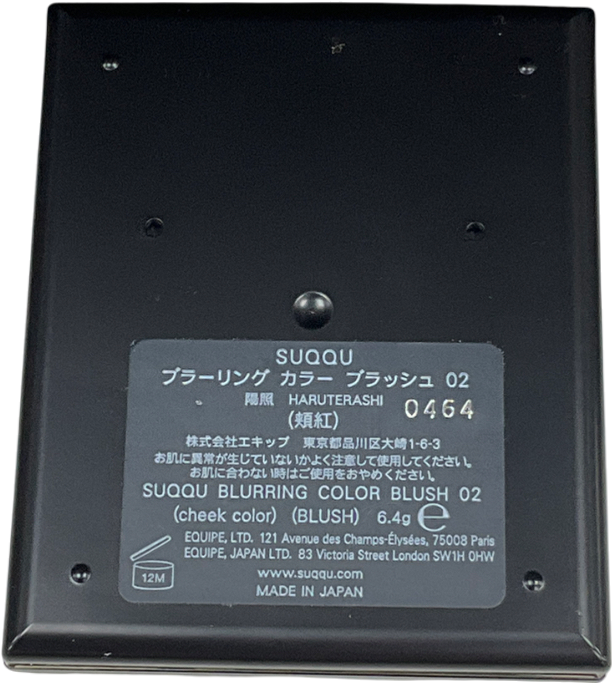 SUQQU
ブラーリング カラー ブラッシュ 02
陽照 HARUTERASHI 0464
(頬紅)
株式会社エキップ 東京都品川区大崎1-6-3
お肌に異常が生じていないかよく注意して使用してください。
お肌に合わない時はご使用をおやめください。
SUQQU BLURRING COLOR BLUSH 02
(cheek color) (BLUSH) 6.4g ℮
EQUIPE, LTD. 121 Avenue des Champs-Élysées, 75008 Paris
EQUIPE, JAPAN LTD. 83 Victoria Street London SW1H 0HW
12M
www.suqqu.com
MADE IN JAPAN